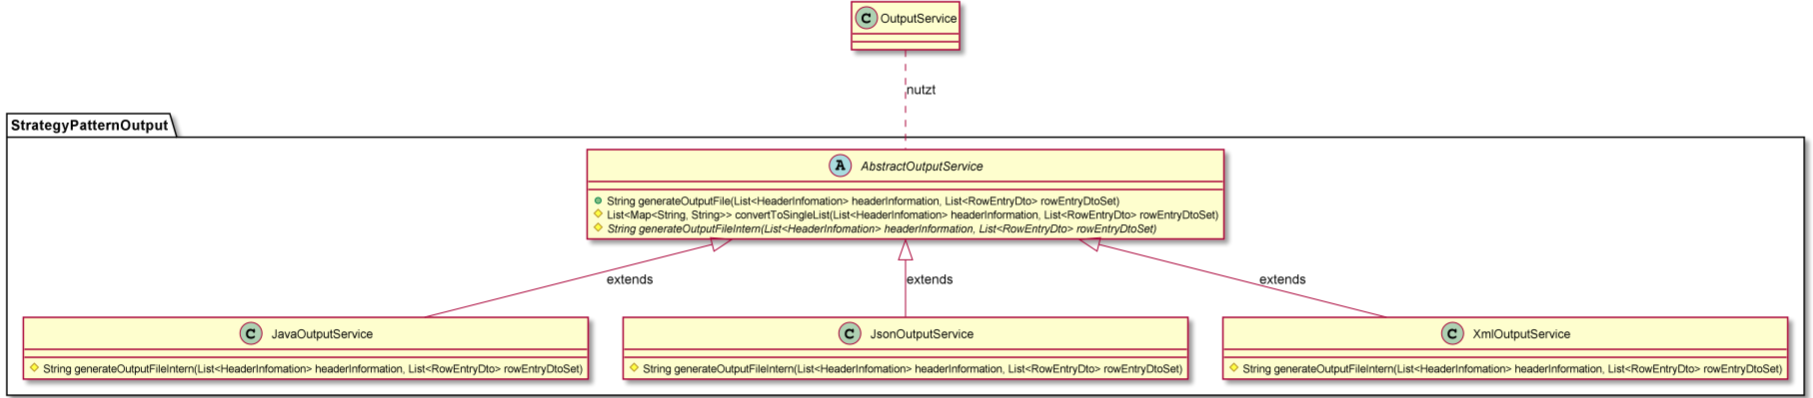 C OutputService
nutzt
StrategyPatternOutput
A AbstractOutputService
String generateOutputFile(List<HeaderInfomation> headerInformation, List<RowEntryDto> rowEntryDtoSet)
List<Map<String, String>> convertToSingleList(List<HeaderInfomation> headerInformation, List<RowEntryDto> rowEntryDtoSet)
String generateOutputFileIntern(List<HeaderInfomation> headerInformation, List<RowEntryDto> rowEntryDtoSet)
extends
extends
extends
C JavaOutputService
String generateOutputFileIntern(List<HeaderInfomation> headerInformation, List<RowEntryDto> rowEntryDtoSet)
C JsonOutputService
String generateOutputFileIntern(List<HeaderInfomation> headerInformation, List<RowEntryDto> rowEntryDtoSet)
C XmlOutputService
String generateOutputFileIntern(List<HeaderInfomation> headerInformation, List<RowEntryDto> rowEntryDtoSet)